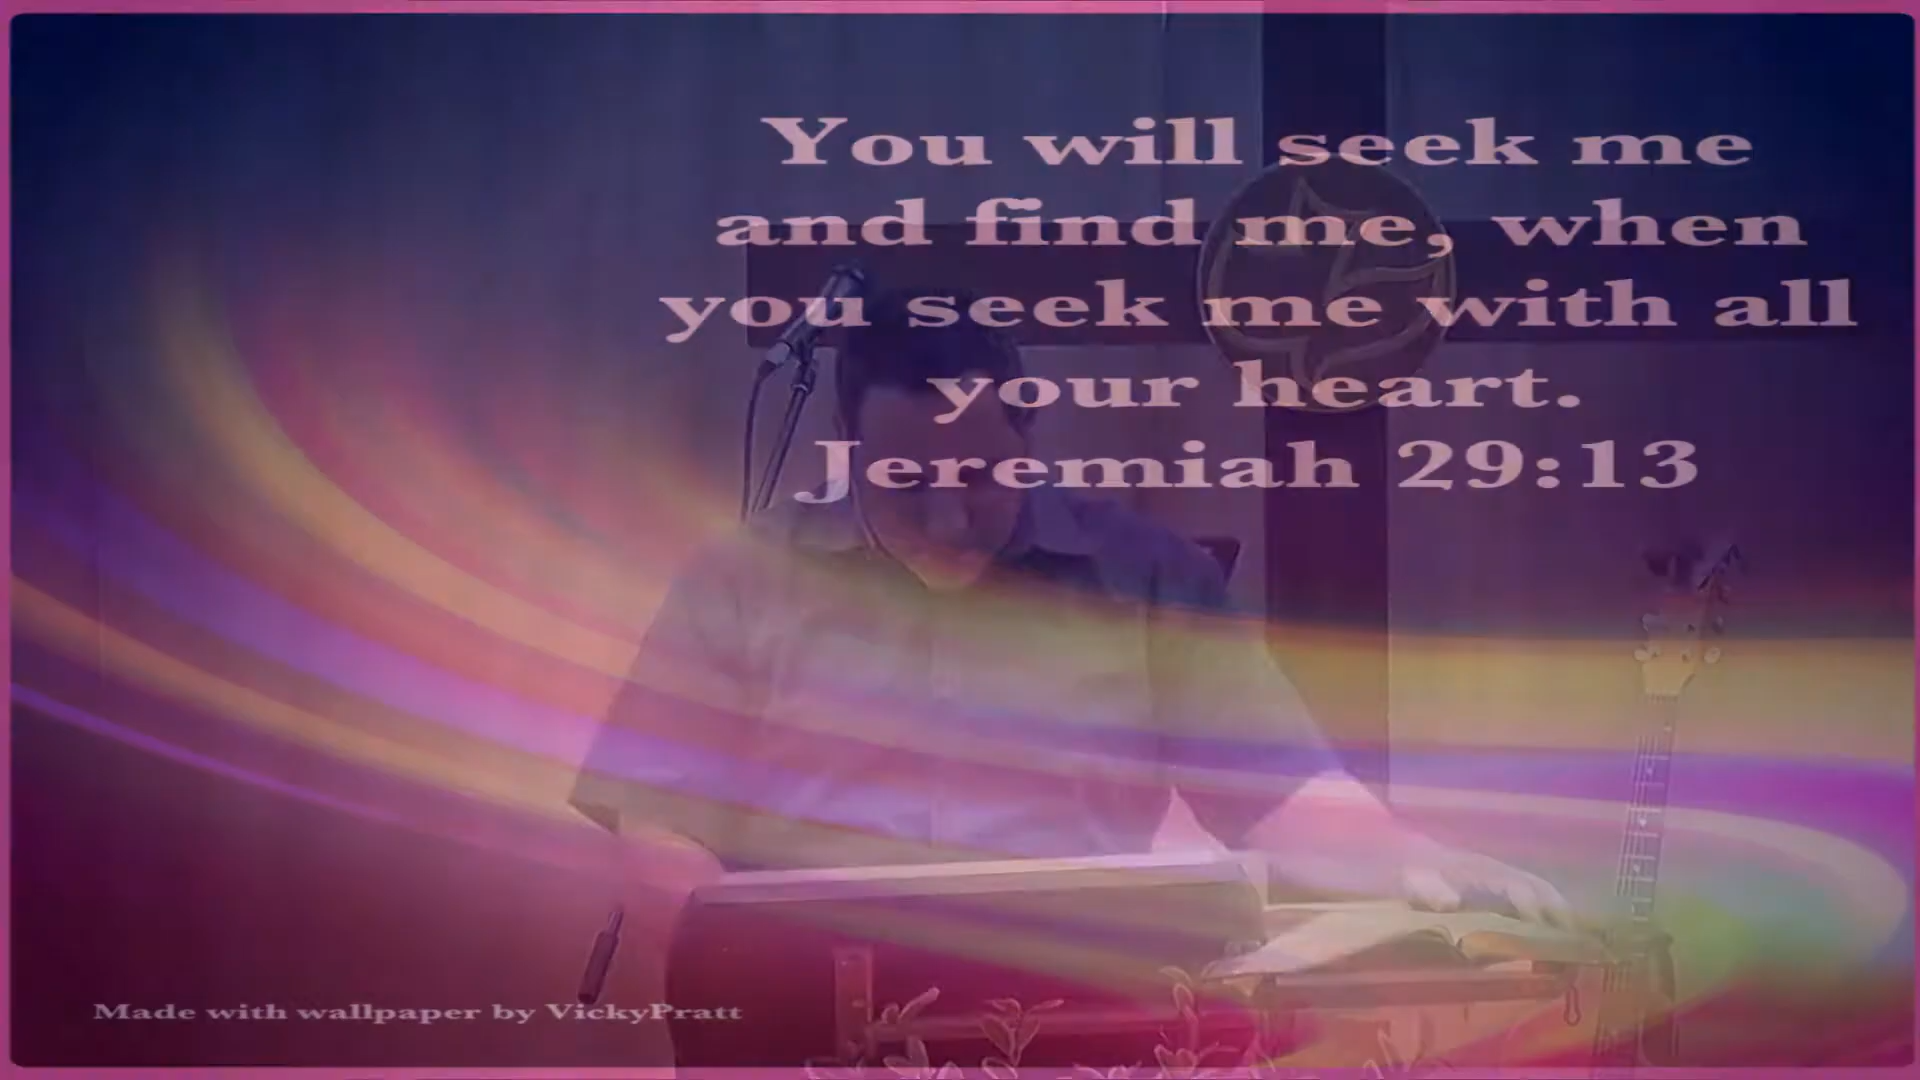 You will seek me
and find me, when
you seek me with all
your heart.
Jeremiah 29:13
Made with wallpaper by VickyPratt